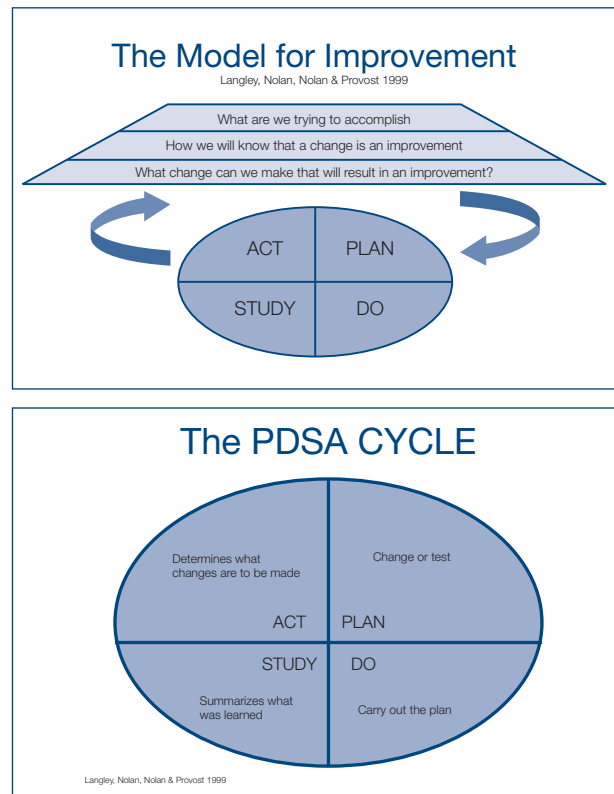 The Model for Improvement
Langley, Nolan, Nolan & Provost 1999
What are we trying to accomplish
How we will know that a change is an improvement
What change can we make that will result in an improvement?
ACT
PLAN
STUDY
DO
The PDSA CYCLE
Determines what
changes are to be made
Change or test
ACT
PLAN
STUDY
DO
Summarizes what
was learned
Carry out the plan
Langley, Nolan, Nolan & Provost 1999